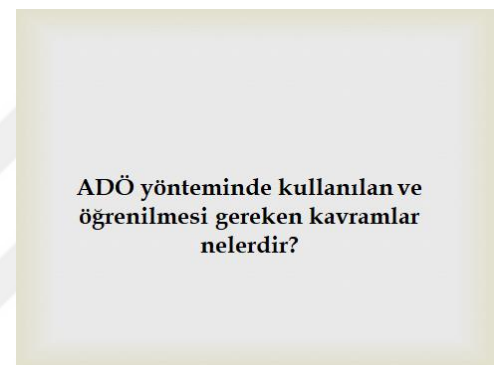 ADÖ yönteminde kullanılan ve
öğrenilmesi gereken kavramlar
nelerdir?